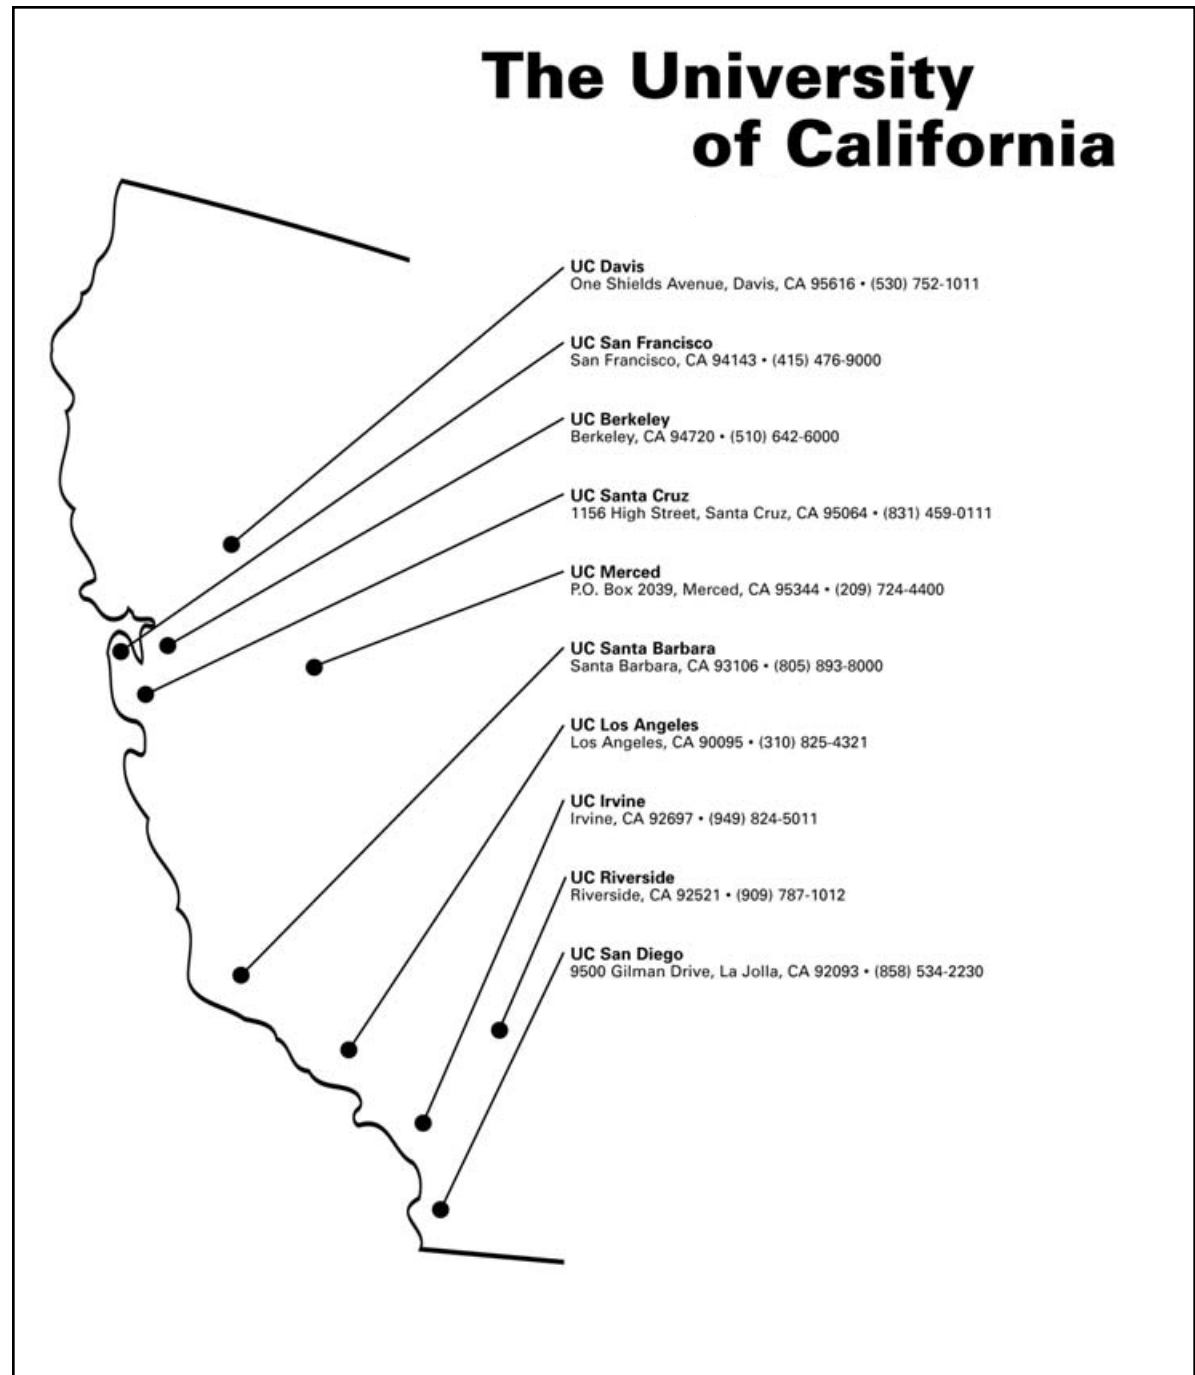 The University
of California
UC Davis
One Shields Avenue, Davis, CA 95616 • (530) 752-1011
UC San Francisco
San Francisco, CA 94143 • (415) 476-9000
UC Berkeley
Berkeley, CA 94720 • (510) 642-6000
UC Santa Cruz
1156 High Street, Santa Cruz, CA 95064 • (831) 459-0111
UC Merced
P.O. Box 2039, Merced, CA 95344 • (209) 724-4400
UC Santa Barbara
Santa Barbara, CA 93106 • (805) 893-8000
UC Los Angeles
Los Angeles, CA 90095 • (310) 825-4321
UC Irvine
Irvine, CA 92697 • (949) 824-5011
UC Riverside
Riverside, CA 92521 • (909) 787-1012
UC San Diego
9500 Gilman Drive, La Jolla, CA 92093 • (858) 534-2230